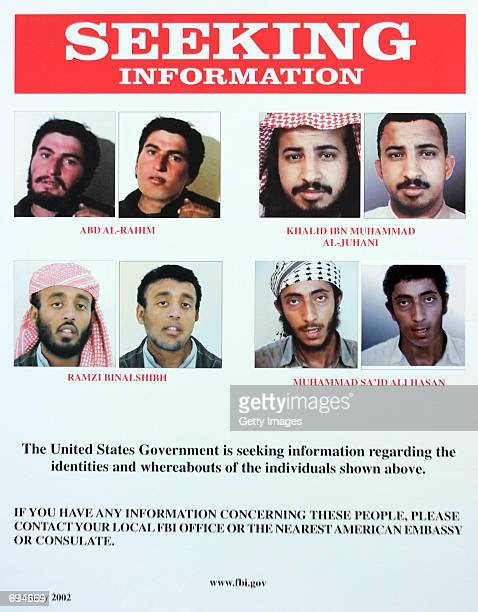 SEEKING
INFORMATION
ABD AL-RAHIM
KHALID IBN MUHAMMAD
AL-JUHANI
RAMZI BINALSHIBH
MUHAMMAD SA'ID ALI HASAN
gettyimages
Getty Images
The United States Government is seeking information regarding the
identities and whereabouts of the individuals shown above.
IF YOU HAVE ANY INFORMATION CONCERNING THESE PEOPLE, PLEASE
CONTACT YOUR LOCAL FBI OFFICE OR THE NEAREST AMERICAN EMBASSY
OR CONSULATE.
www.fbi.gov
2002
694669